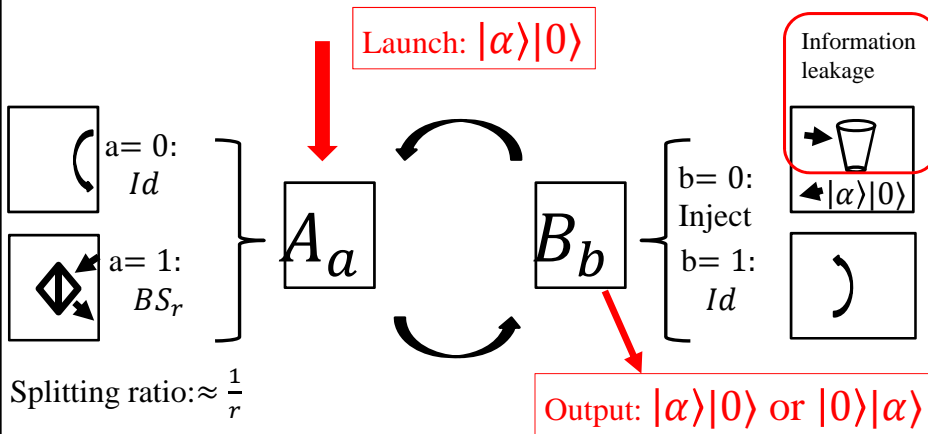 Launch: |α⟩|0⟩
Information
leakage
a= 0:
Id
a= 1:
BS_r
A_a
B_b
b= 0:
Inject
b= 1:
Id
|α⟩|0⟩
Splitting ratio:≈ 1/r
Output: |α⟩|0⟩ or |0⟩|α⟩